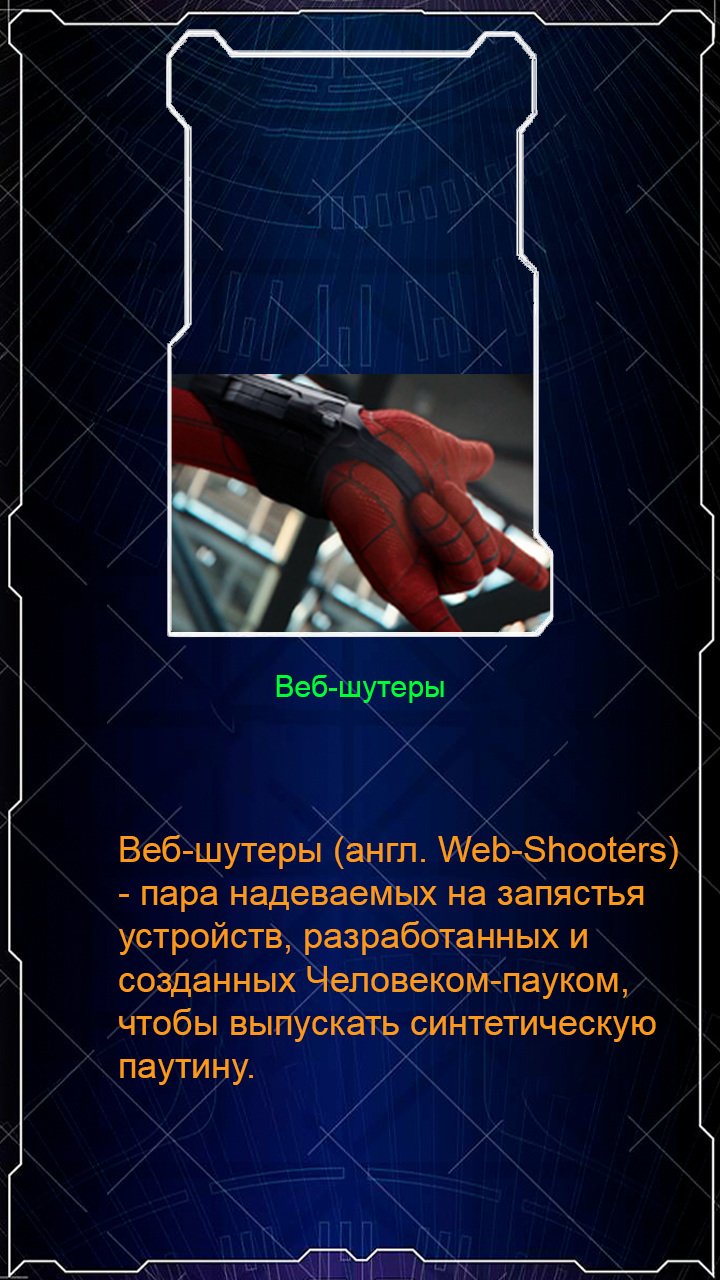 Веб-шутеры
Веб-шутеры (англ. Web-Shooters)
- пара надеваемых на запястья
устройств, разработанных и
созданных Человеком-пауком,
чтобы выпускать синтетическую
паутину.